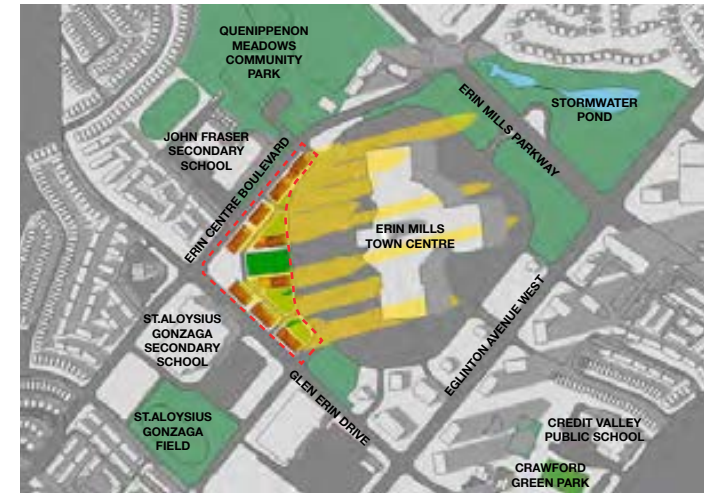 QUENIPPENON
MEADOWS
COMMUNITY
PARK
ERIN MILLS PARKWAY
STORMWATER
POND
JOHN FRASER
SECONDARY
SCHOOL
ERIN CENTRE BOULEVARD
ERIN MILLS
TOWN CENTRE
ST.ALOYSIUS
GONZAGA
SECONDARY
SCHOOL
EGLINTON AVENUE WEST
GLEN ERIN DRIVE
ST.ALOYSIUS
GONZAGA
FIELD
CREDIT VALLEY
PUBLIC SCHOOL
CRAWFORD
GREEN PARK